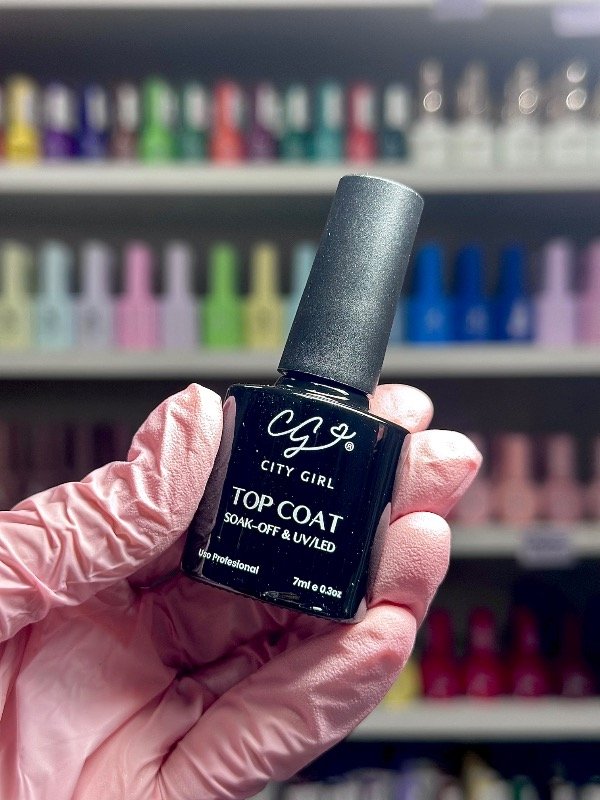 CG®
CITY GIRL
TOP COAT
SOAK-OFF & UV/LED
Uso Profesional
7ml e 0.3oz